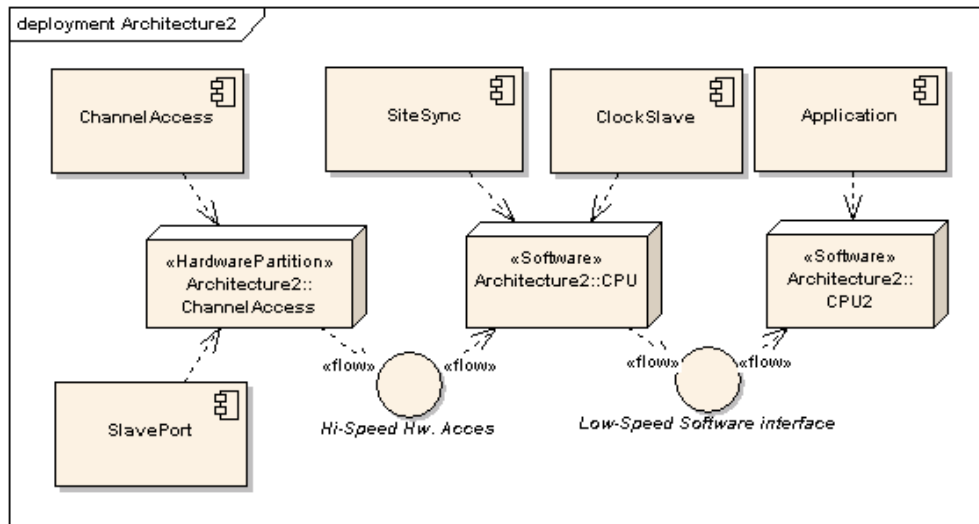 deployment Architecture2
ChannelAccess
SiteSync
ClockSlave
Application
«HardwarePartition»
Architecture2::
ChannelAccess
«Software»
Architecture2::CPU
«Software»
Architecture2::
CPU2
«flow»
«flow»
«flow»
«flow»
Hi-Speed Hw. Acces
Low-Speed Software interface
SlavePort